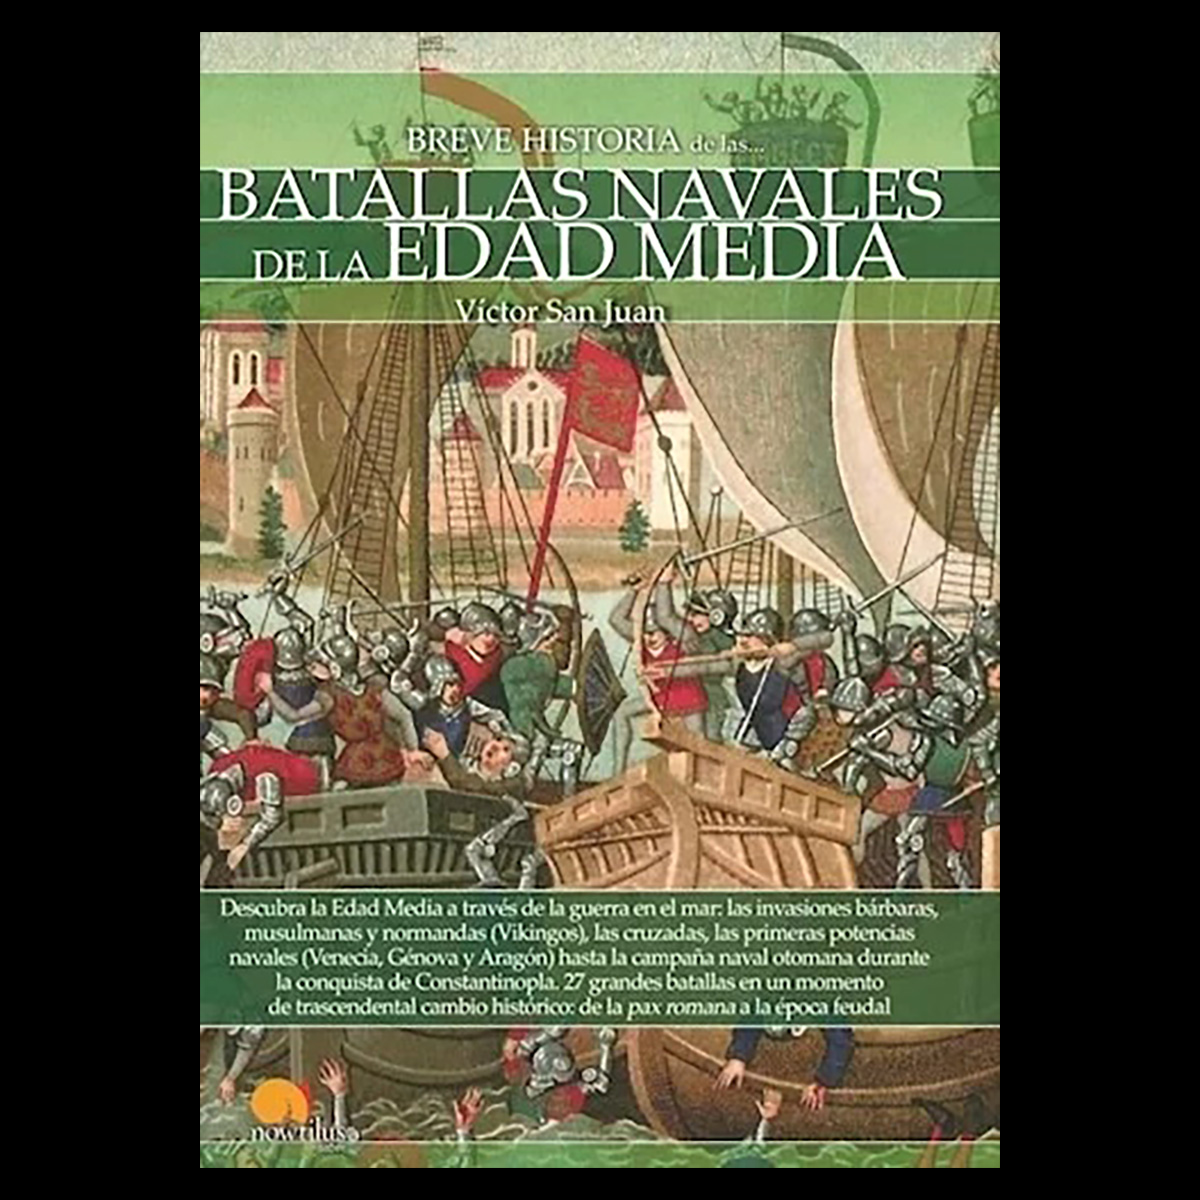 BREVE HISTORIA de las...
BATALLAS NAVALES
DE LA EDAD MEDIA
Víctor San Juan
Descubra la Edad Media a través de la guerra en el mar: las invasiones bárbaras,
musulmanas y normandas (Vikingos), las cruzadas, las primeras potencias
navales (Venecia, Génova y Aragón) hasta la campaña naval otomana durante
la conquista de Constantinopla. 27 grandes batallas en un momento
de trascendental cambio histórico: de la pax romana a la época feudal
nowtilus